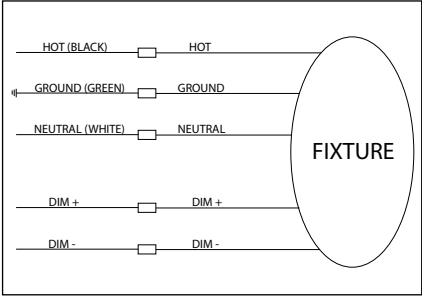 HOT (BLACK) HOT
GROUND (GREEN) GROUND
NEUTRAL (WHITE) NEUTRAL
FIXTURE
DIM + DIM +
DIM - DIM -